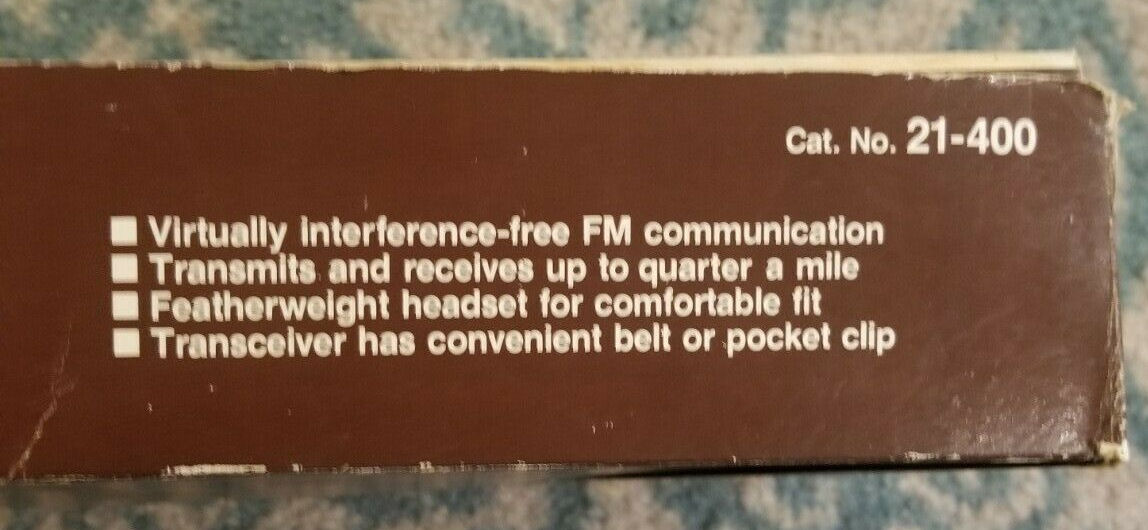 Cat. No. 21-400
■ Virtually interference-free FM communication
■ Transmits and receives up to quarter a mile
■ Featherweight headset for comfortable fit
■ Transceiver has convenient belt or pocket clip